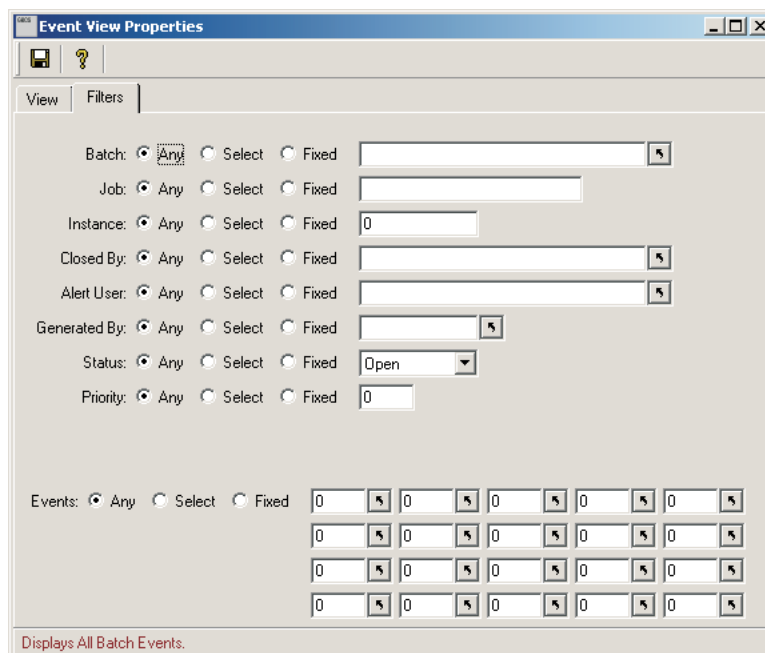 Event View Properties
View Filters
Batch: Any Select Fixed
Job: Any Select Fixed
Instance: Any Select Fixed 0
Closed By: Any Select Fixed
Alert User: Any Select Fixed
Generated By: Any Select Fixed
Status: Any Select Fixed Open
Priority: Any Select Fixed 0
Events: Any Select Fixed 0 0 0 0 0
0 0 0 0 0
0 0 0 0 0
0 0 0 0 0
Displays All Batch Events.